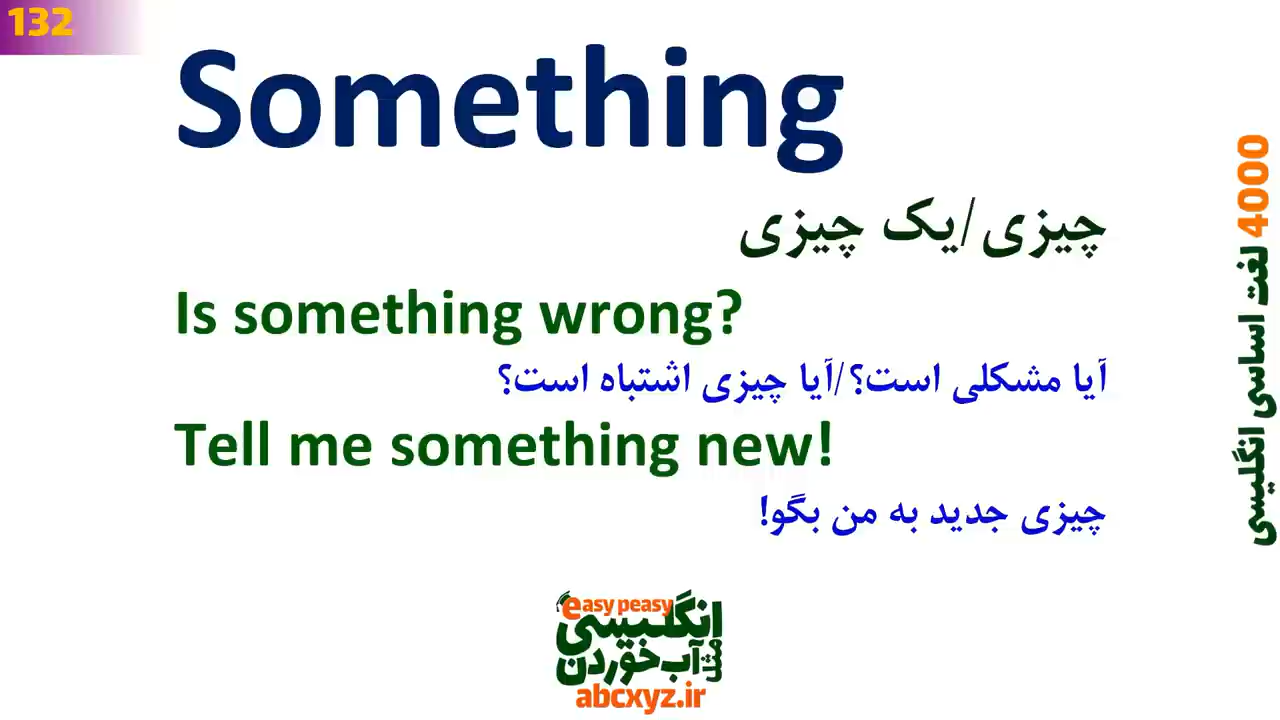 132
Something
چیزی/یک چیزی
Is something wrong?
آیا مشکلی است؟/آیا چیزی اشتباه است؟
Tell me something new!
چیزی جدید به من بگو!
4000 لغت اساسی انگلیسی
easy peasy
انگلیسی
مثل آب خوردن
abcxyz.ir